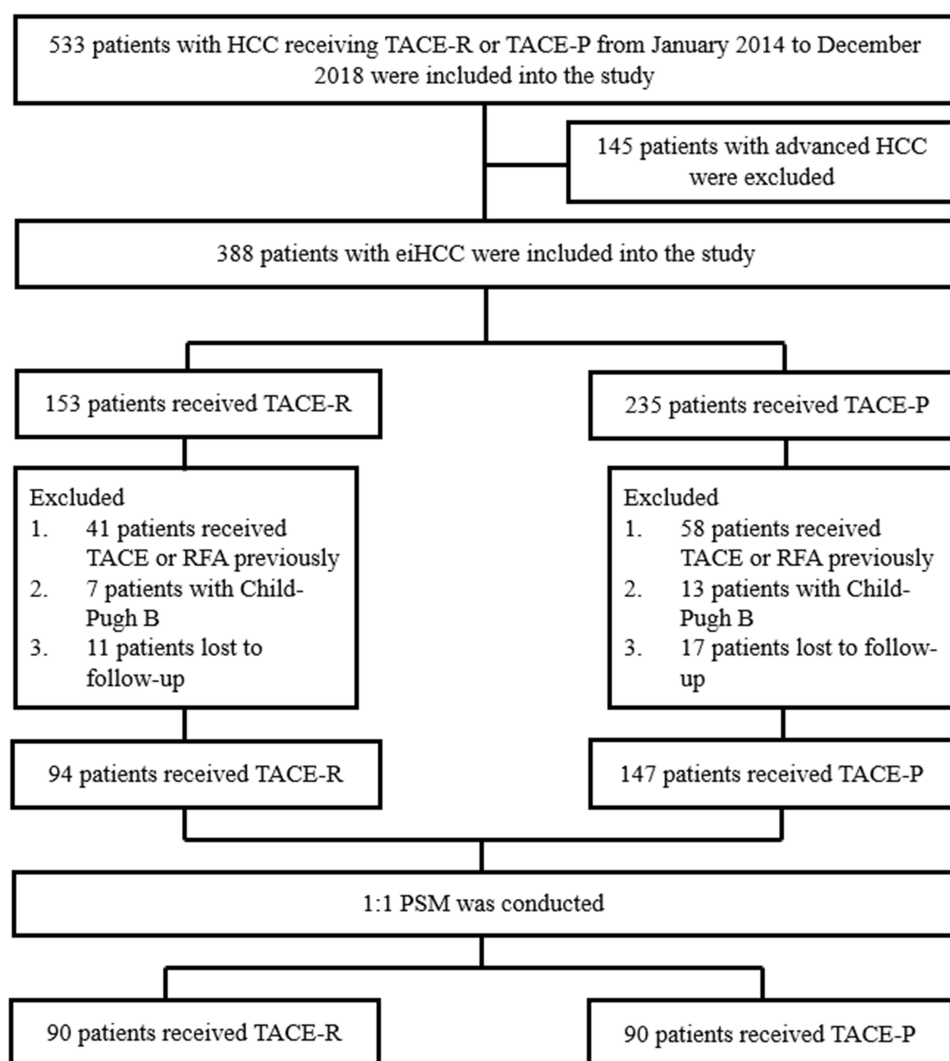 533 patients with HCC receiving TACE-R or TACE-P from January 2014 to December
2018 were included into the study
145 patients with advanced HCC
were excluded
388 patients with eiHCC were included into the study
153 patients received TACE-R
235 patients received TACE-P
Excluded
1. 41 patients received
TACE or RFA previously
2. 7 patients with Child-
Pugh B
3. 11 patients lost to
follow-up
Excluded
1. 58 patients received
TACE or RFA previously
2. 13 patients with Child-
Pugh B
3. 17 patients lost to follow-
up
94 patients received TACE-R
147 patients received TACE-P
1:1 PSM was conducted
90 patients received TACE-R
90 patients received TACE-P